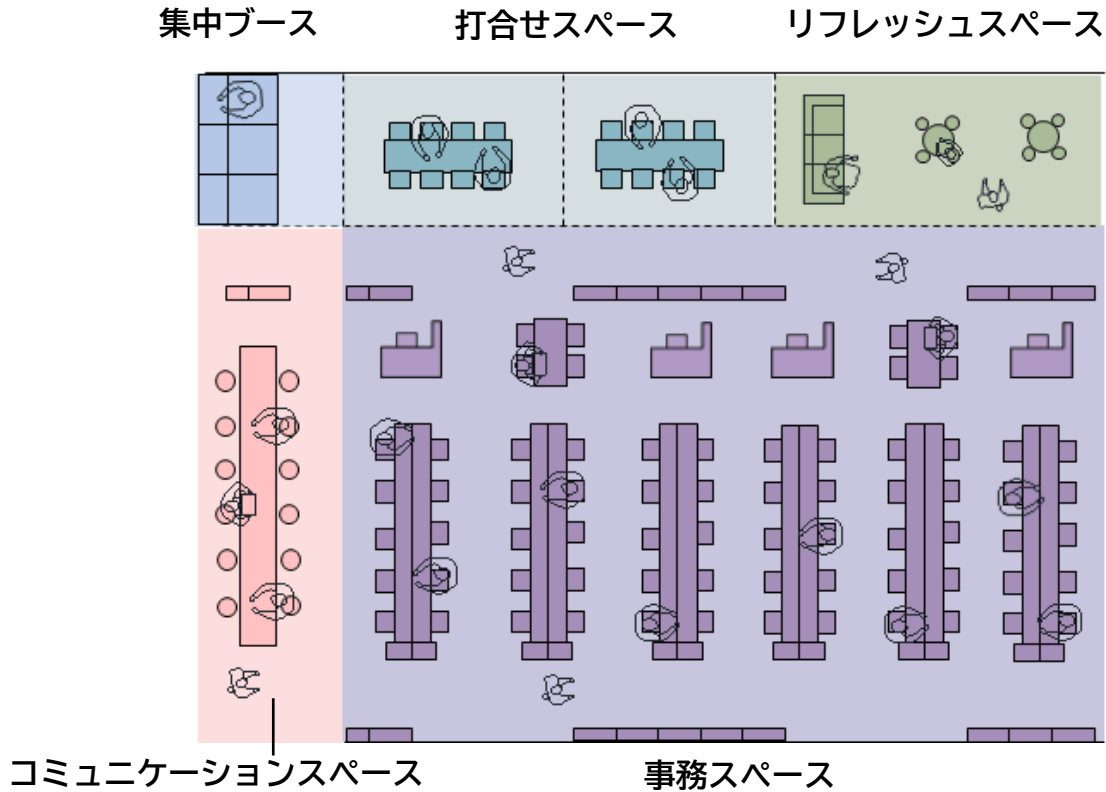 集中ブース
打合せスペース
リフレッシュスペース
コミュニケーションスペース
事務スペース